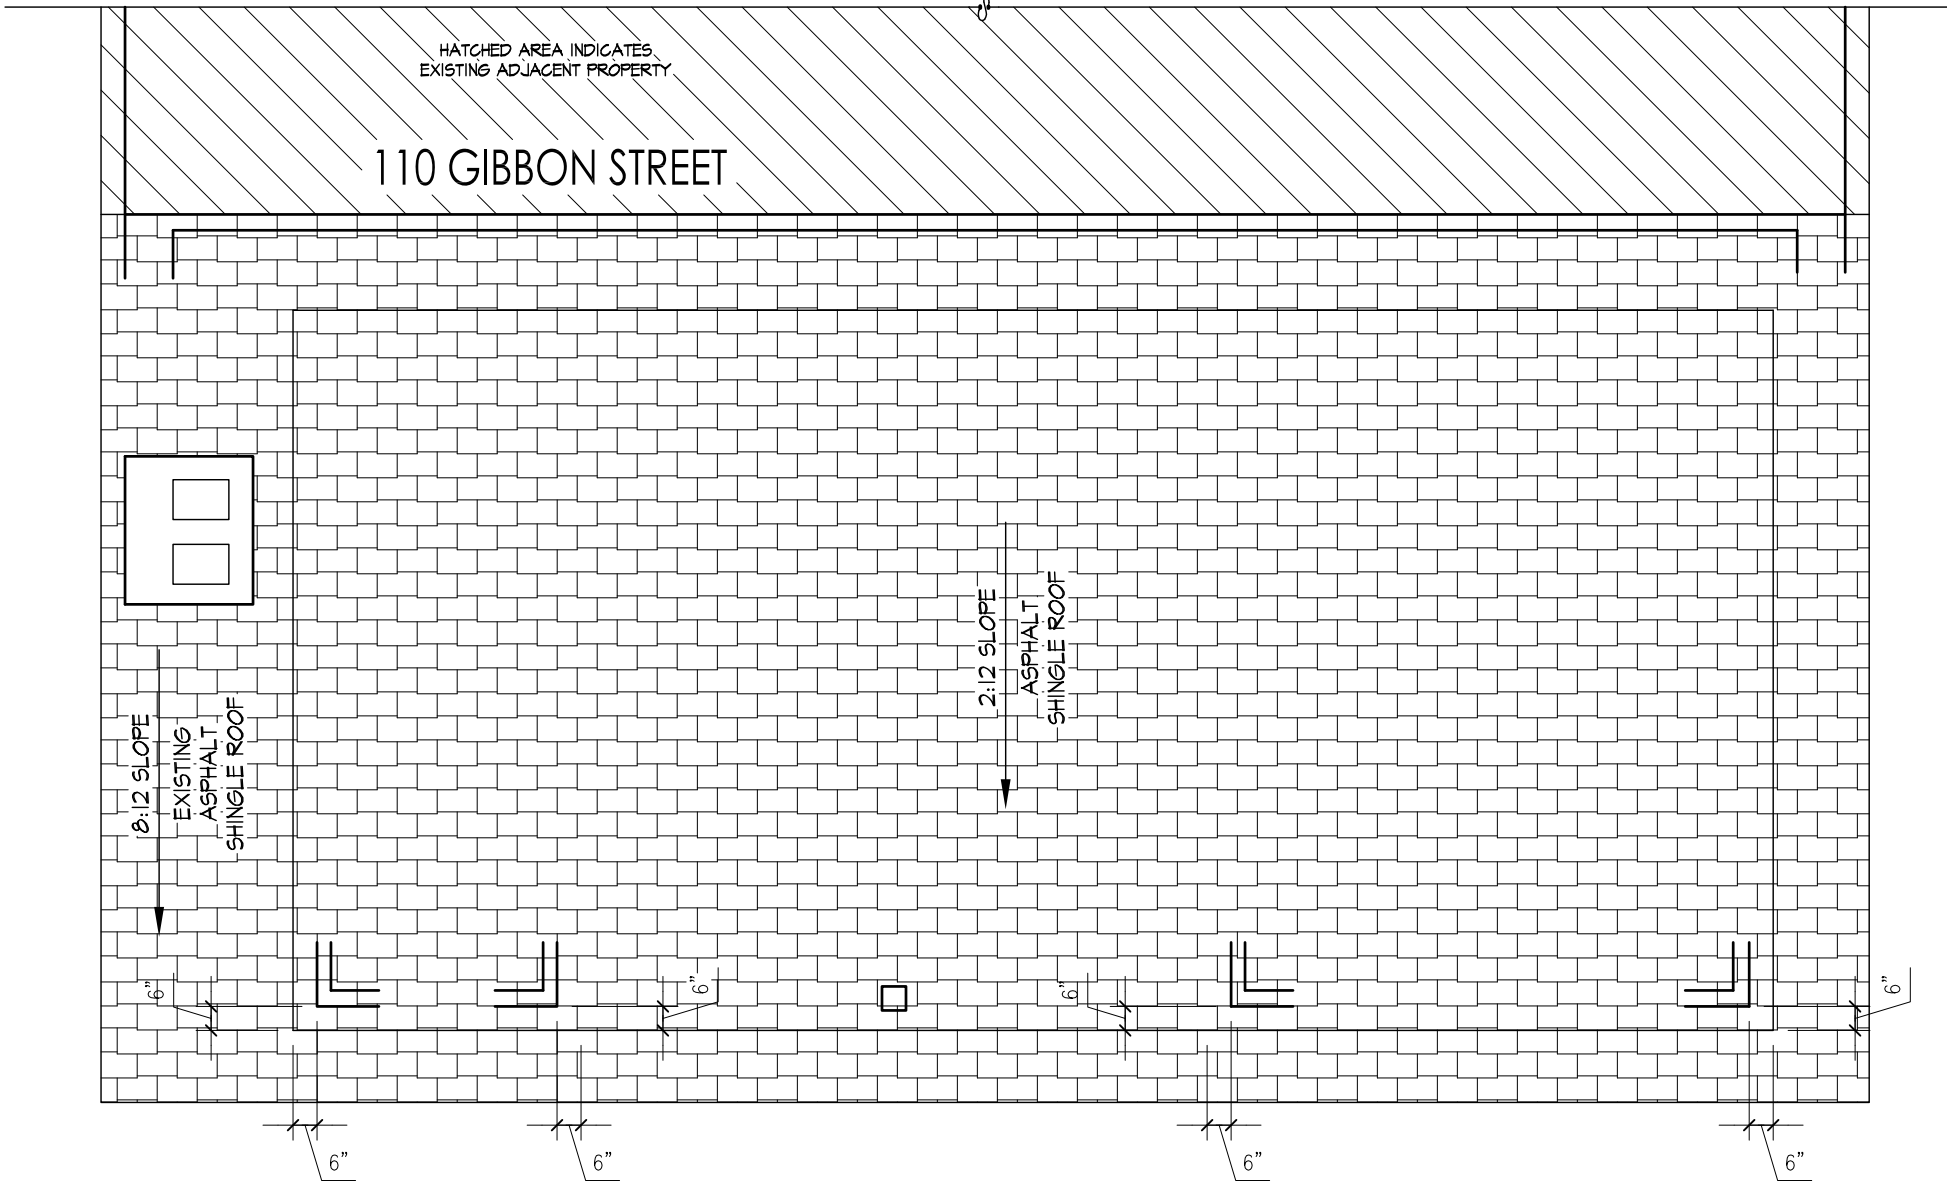 HATCHED AREA INDICATES
EXISTING ADJACENT PROPERTY
110 GIBBON STREET
2:12 SLOPE
ASPHALT
SHINGLE ROOF
8:12 SLOPE
EXISTING
ASPHALT
SHINGLE ROOF
6"
6"
6"
6"
6"
6"
6"
6"